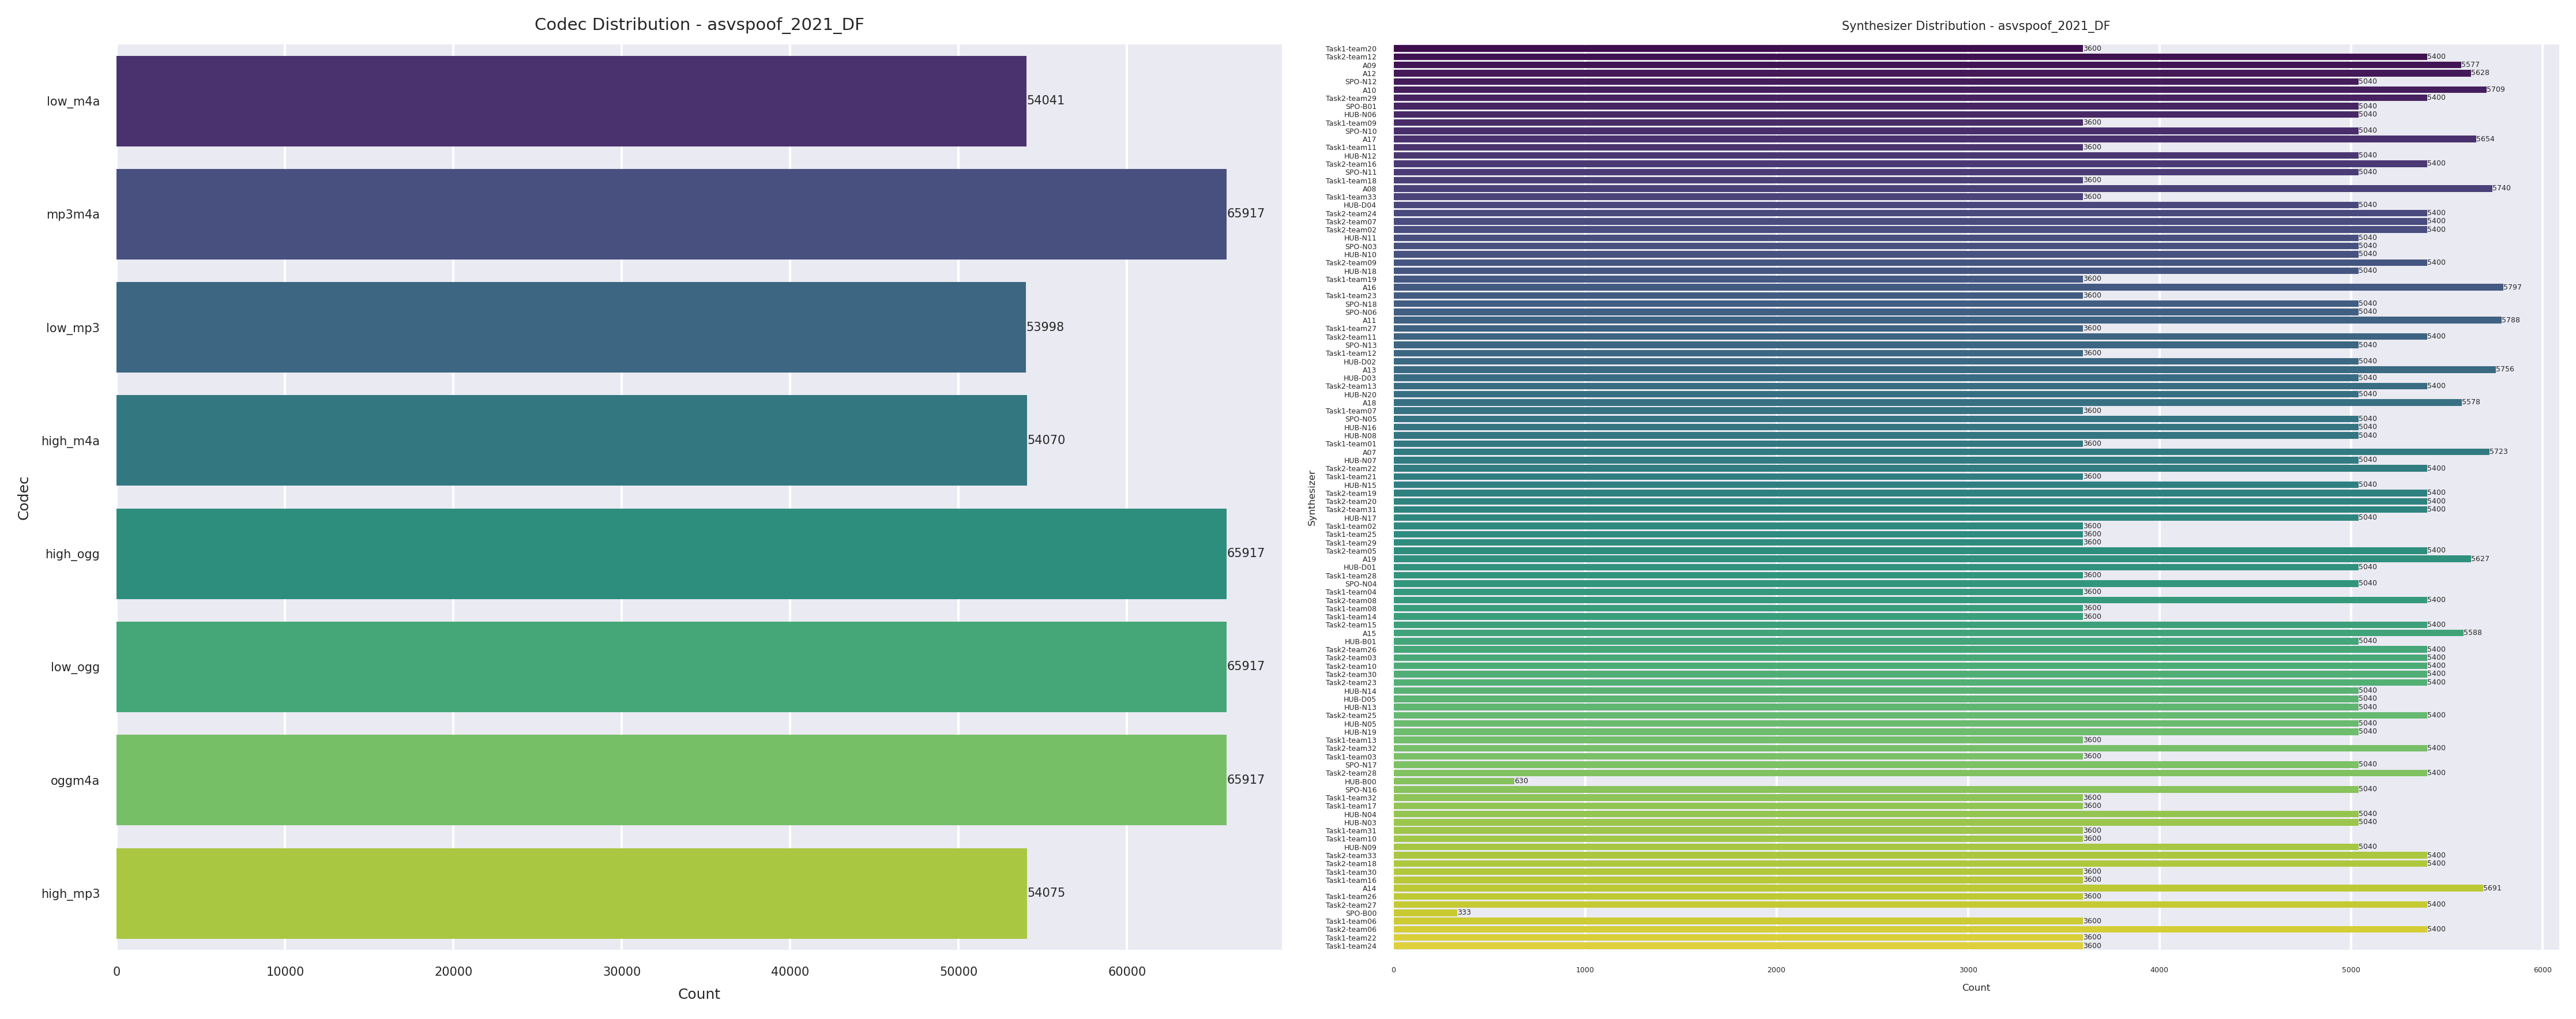 Codec Distribution - asvspoof_2021_DF
Codec
low_m4a 54041
mp3m4a 65917
low_mp3 53998
high_m4a 54070
high_ogg 65917
low_ogg 65917
oggm4a 65917
high_mp3 54075
0 10000 20000 30000 40000 50000 60000
Count
Synthesizer Distribution - asvspoof_2021_DF
Synthesizer
Task1-team20 3600
Task2-team12 5400
A09 5577
A12 5628
SPO-N12 5040
A10 5709
Task2-team29 5400
SPO-B01 5040
HUB-N06 5040
Task1-team09 3600
SPO-N10 5040
A17 5654
Task1-team11 3600
HUB-N12 5040
Task2-team16 5400
SPO-N11 5040
Task1-team18 3600
A08 5740
Task1-team33 3600
HUB-D04 5040
Task2-team24 5400
Task2-team07 5400
Task2-team02 5400
HUB-N11 5040
SPO-N03 5040
HUB-N10 5040
Task2-team09 5400
HUB-N18 5040
Task1-team19 3600
A16 5797
Task1-team23 3600
SPO-N18 5040
SPO-N06 5040
A11 5788
Task1-team27 3600
Task2-team11 5400
SPO-N13 5040
Task1-team12 3600
HUB-D02 5040
A13 5756
HUB-D03 5040
Task2-team13 5400
HUB-N20 5040
A18 5578
Task1-team07 3600
SPO-N05 5040
HUB-N16 5040
HUB-N08 5040
Task1-team01 3600
A07 5723
HUB-N07 5040
Task2-team22 5400
Task1-team21 3600
HUB-N15 5040
Task2-team19 5400
Task2-team20 5400
Task2-team31 5400
HUB-N17 5040
Task1-team02 3600
Task1-team25 3600
Task1-team29 3600
Task2-team05 5400
A19 5627
HUB-D01 5040
Task1-team28 3600
SPO-N04 5040
Task1-team04 3600
Task2-team08 5400
Task1-team08 3600
Task1-team14 3600
Task2-team15 5400
A15 5588
HUB-B01 5040
Task2-team26 5400
Task2-team03 5400
Task2-team10 5400
Task2-team30 5400
Task2-team23 5400
HUB-N14 5040
HUB-D05 5040
HUB-N13 5040
Task2-team25 5400
HUB-N05 5040
HUB-N19 5040
Task1-team13 3600
Task2-team32 5400
Task1-team03 3600
SPO-N17 5040
Task2-team28 5400
HUB-B00 630
SPO-N16 5040
Task1-team32 3600
Task1-team17 3600
HUB-N04 5040
HUB-N03 5040
Task1-team31 3600
Task1-team10 3600
HUB-N09 5040
Task2-team33 5400
Task2-team18 5400
Task1-team30 3600
Task1-team16 3600
A14 5691
Task1-team26 3600
Task2-team27 5400
SPO-B00 333
Task1-team06 3600
Task2-team06 5400
Task1-team22 3600
Task1-team24 3600
0 1000 2000 3000 4000 5000 6000
Count